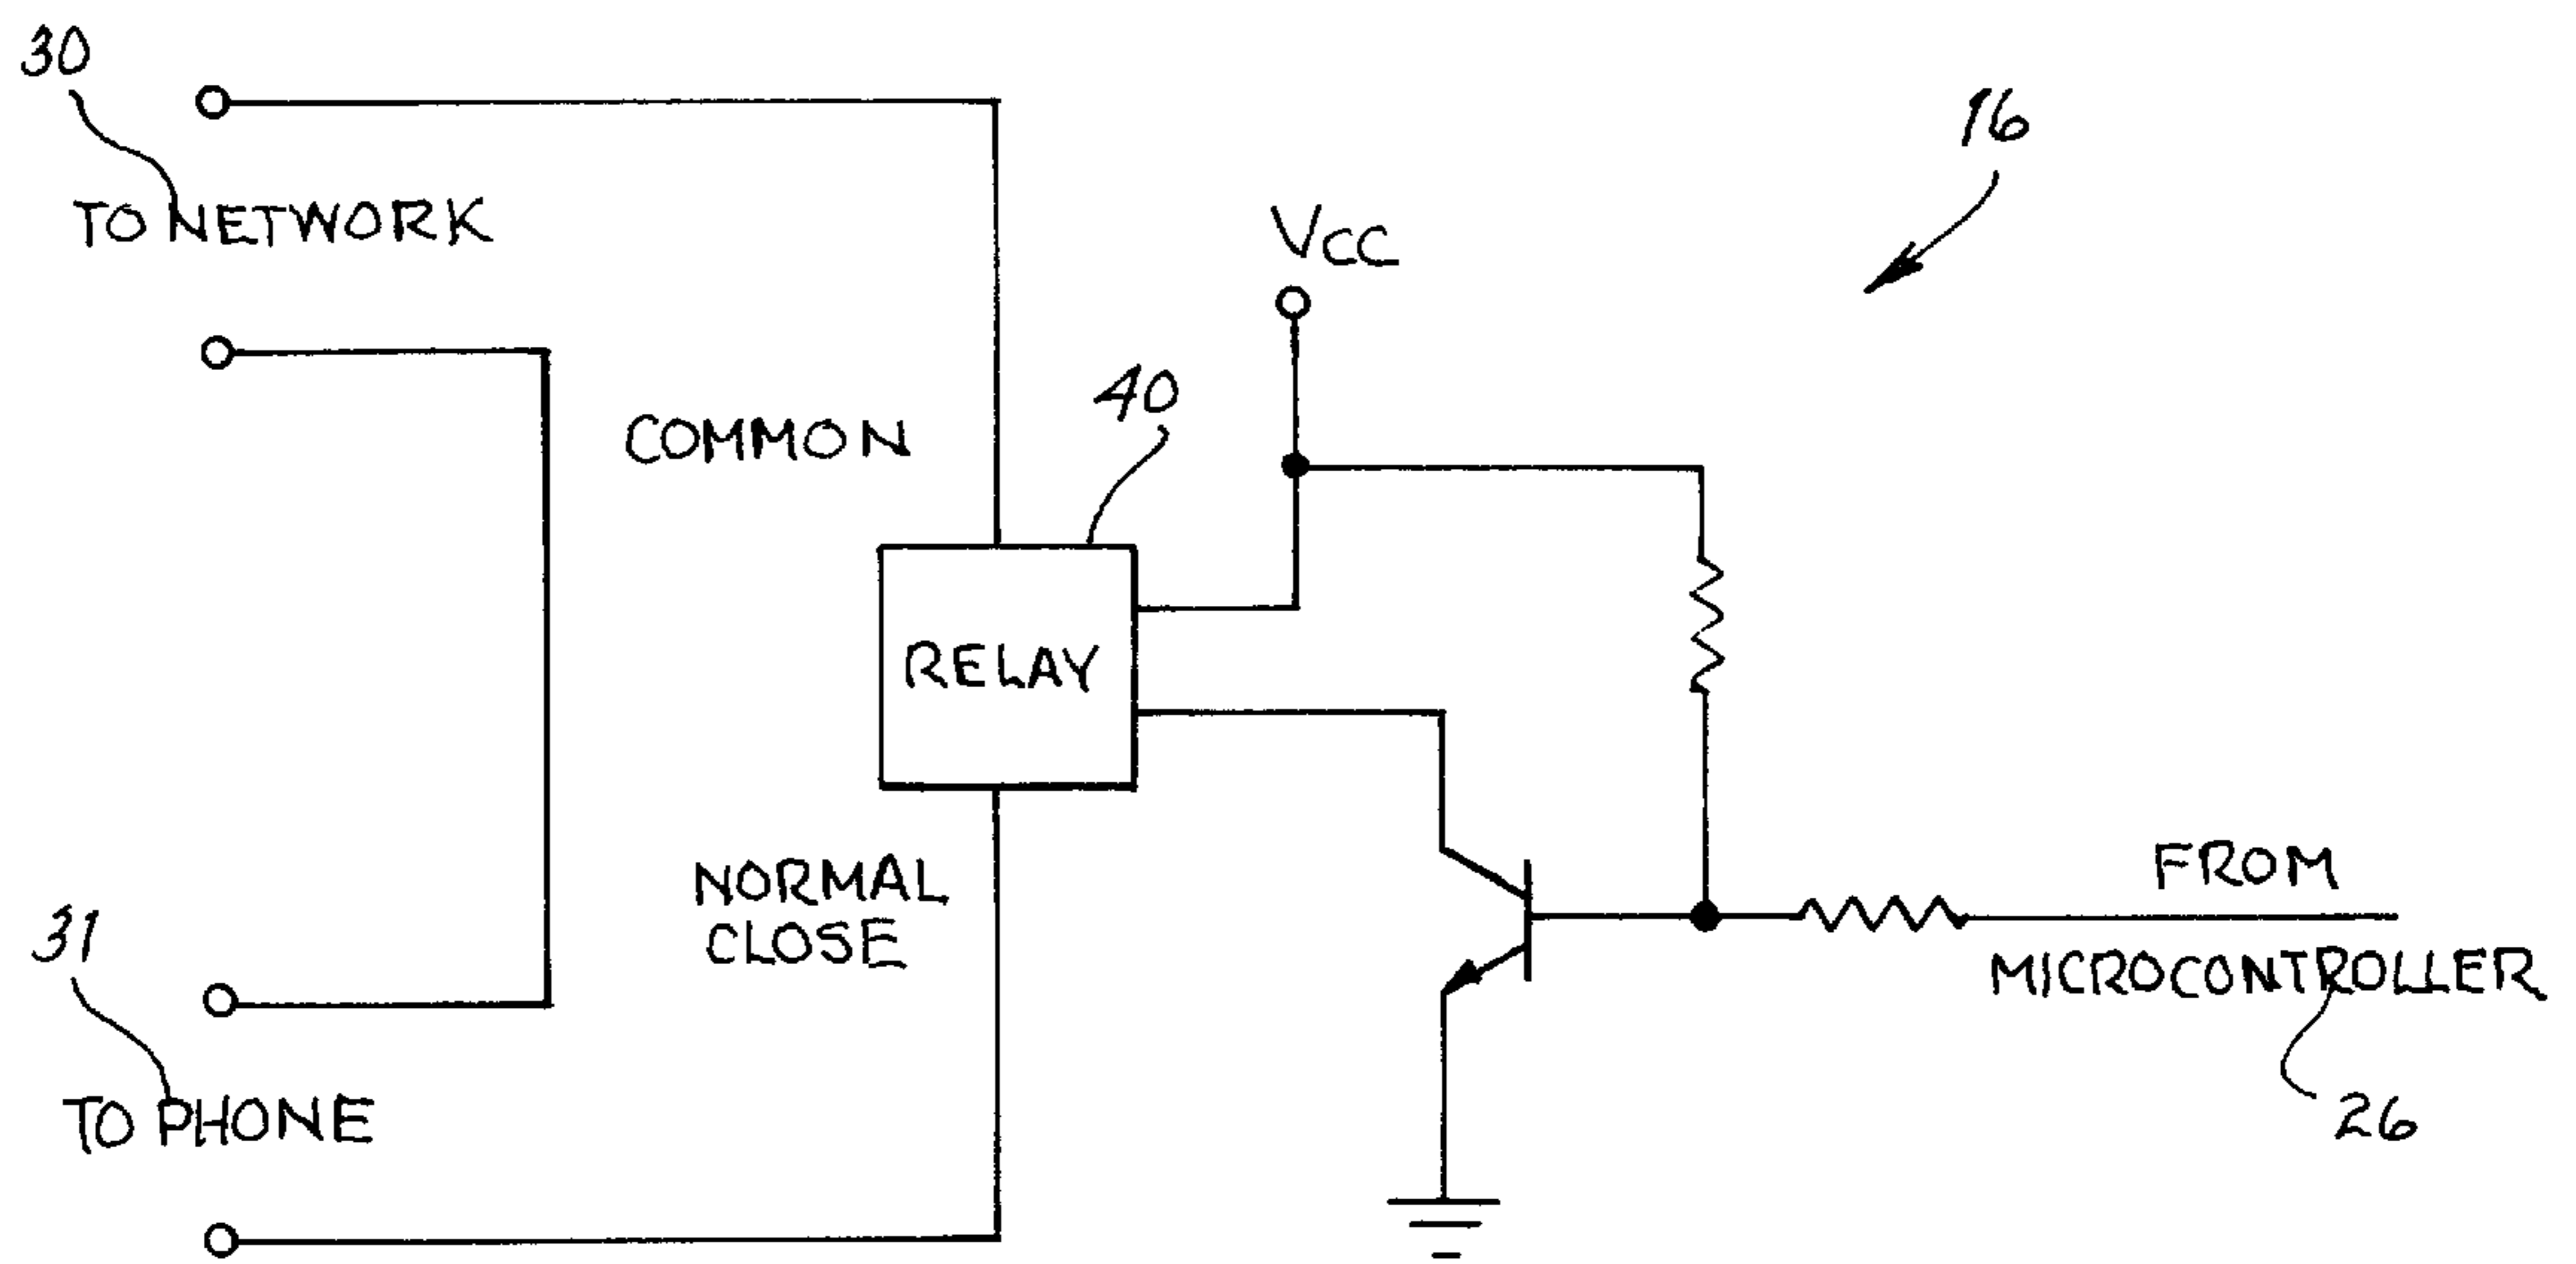 30
TO NETWORK
16
VCC
COMMON
40
RELAY
NORMAL
CLOSE
FROM
MICROCONTROLLER
26
31
TO PHONE